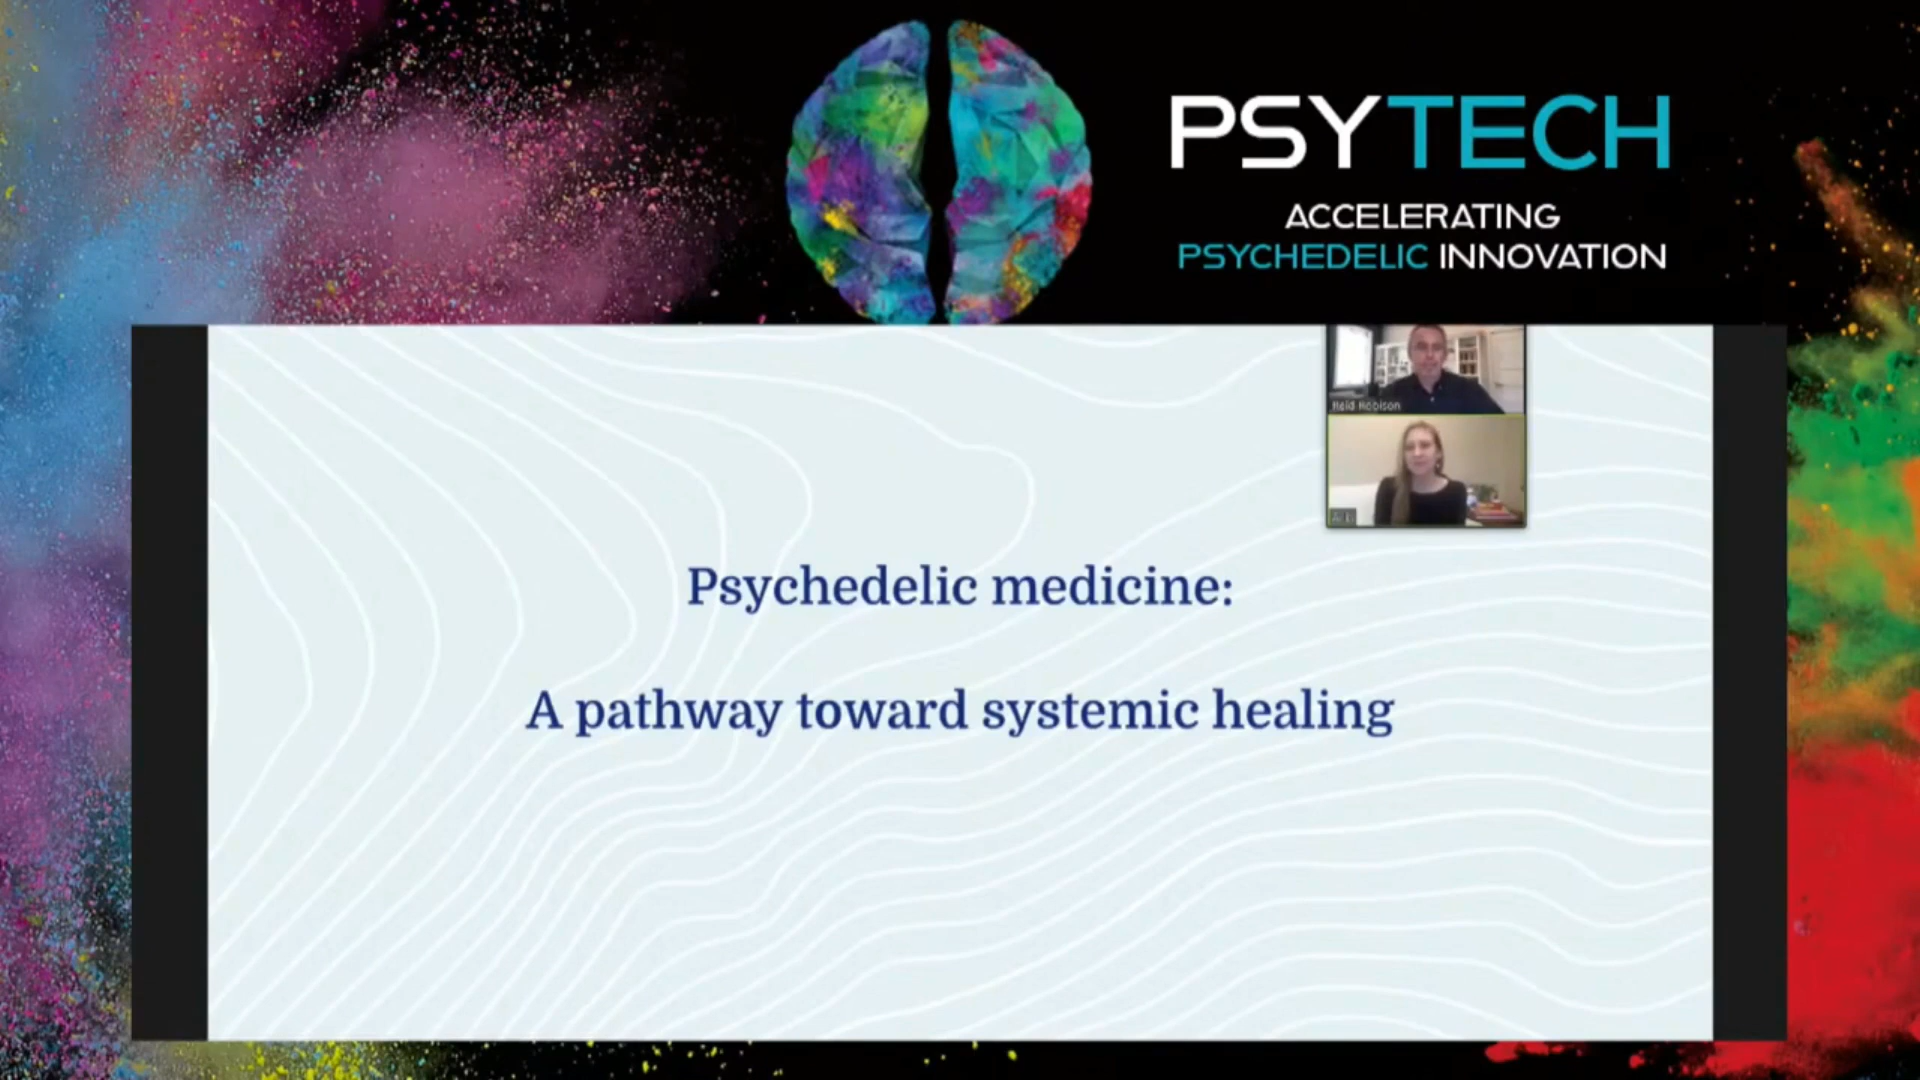 PSYTECH
ACCELERATING
PSYCHEDELIC INNOVATION
Psychedelic medicine:
A pathway toward systemic healing